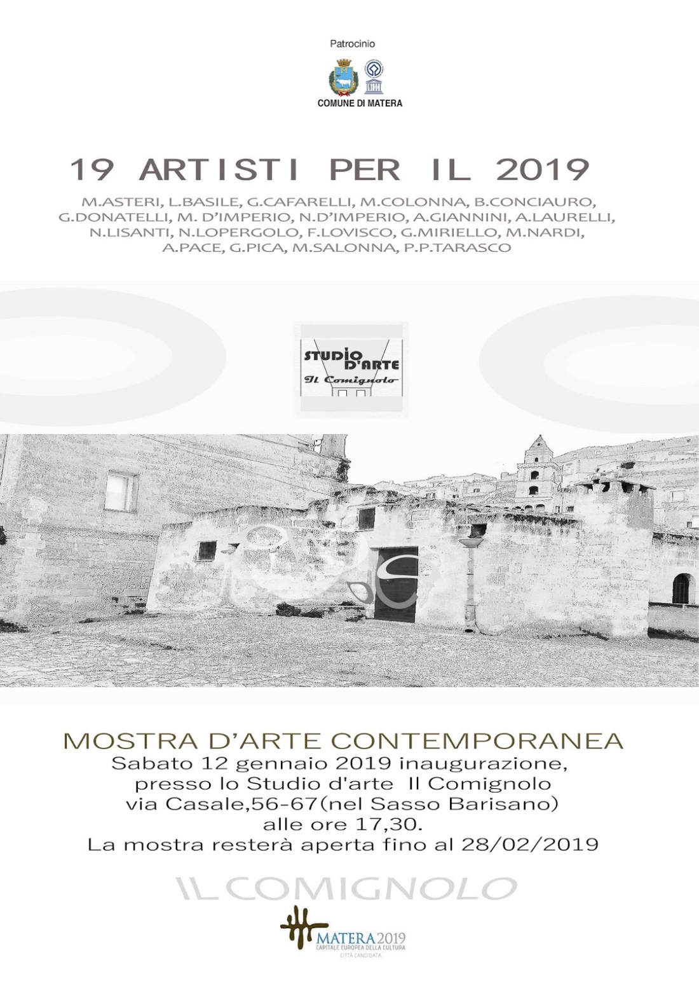 Patrocinio
COMUNE DI MATERA
19 ARTISTI PER IL 2019
M.ASTERI, L.BASILE, G.CAFARELLI, M.COLONNA, B.CONCIAURO,
G.DONATELLI, M. D’IMPERIO, N.D’IMPERIO, A.GIANNINI, A.LAURELLI,
N.LISANTI, N.LOPERGOLO, F.LOVISCO, G.MIRIELLO, M.NARDI,
A.PACE, G.PICA, M.SALONNA, P.P.TARASCO
STUDIO
D'ARTE
Il Comignolo
MOSTRA D’ARTE CONTEMPORANEA
Sabato 12 gennaio 2019 inaugurazione,
presso lo Studio d'arte Il Comignolo
via Casale,56-67(nel Sasso Barisano)
alle ore 17,30.
La mostra resterà aperta fino al 28/02/2019
IL COMIGNOLO
MATERA2019
CAPITALE EUROPEA DELLA CULTURA
CITTÀ CANDIDATA